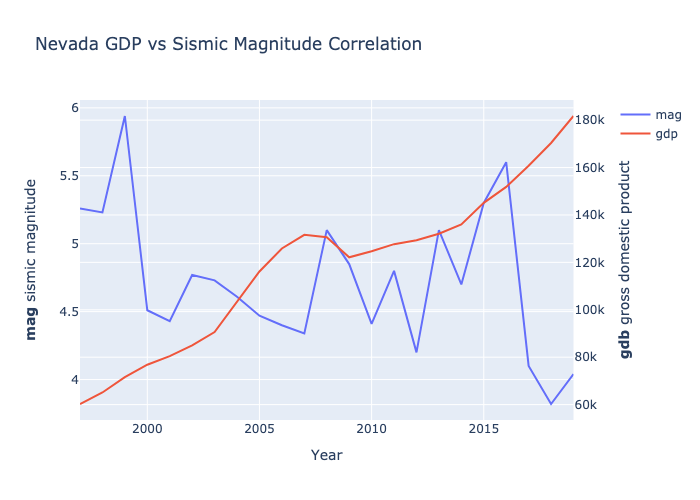 Nevada GDP vs Sismic Magnitude Correlation
6
5.5
5
4.5
4
mag sismic magnitude
180k
160k
140k
120k
100k
80k
60k
gdb gross domestic product
mag
gdp
2000
2005
2010
2015
Year